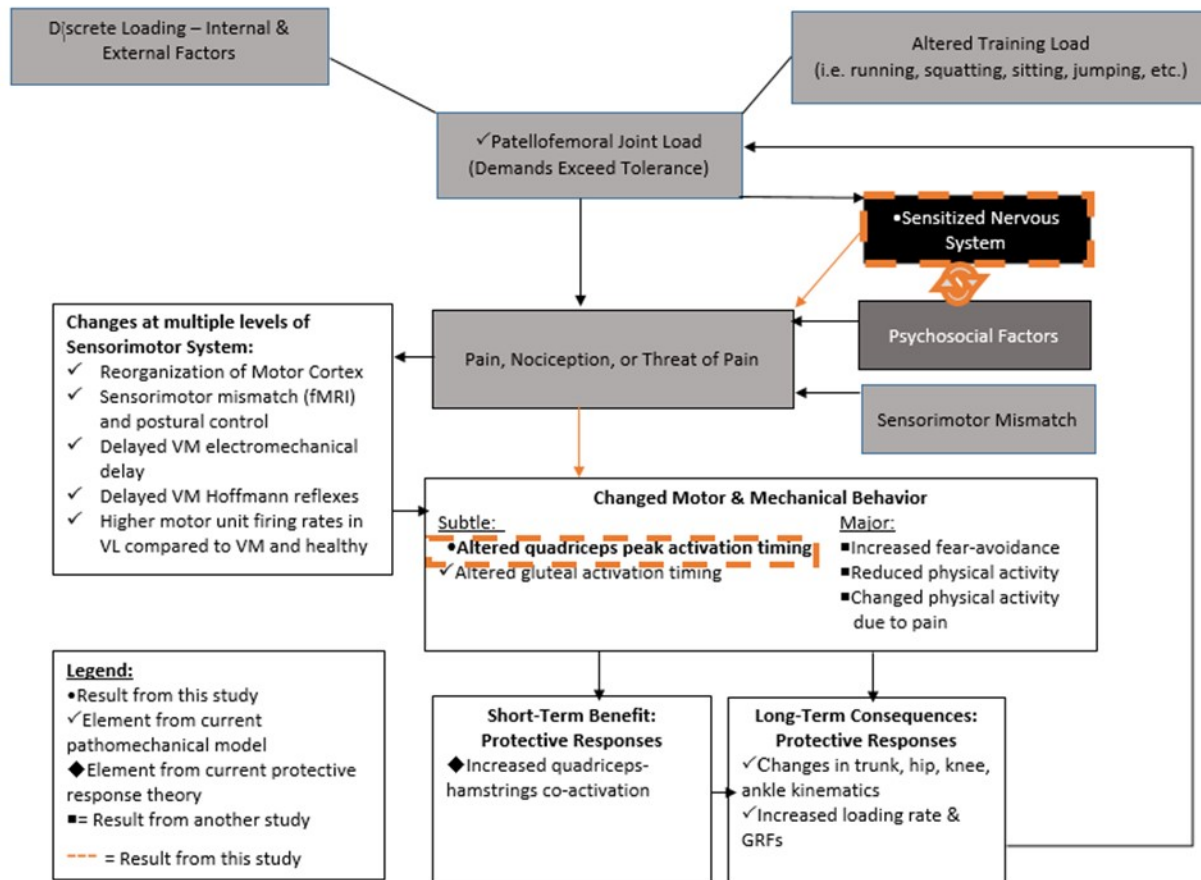 Discrete Loading – Internal &
External Factors
Altered Training Load
(i.e. running, squatting, sitting, jumping, etc.)
✓Patellofemoral Joint Load
(Demands Exceed Tolerance)
•Sensitized Nervous
System
Psychosocial Factors
Pain, Nociception, or Threat of Pain
Sensorimotor Mismatch
Changes at multiple levels of
Sensorimotor System:
✓ Reorganization of Motor Cortex
✓ Sensorimotor mismatch (fMRI)
and postural control
✓ Delayed VM electromechanical
delay
✓ Delayed VM Hoffmann reflexes
✓ Higher motor unit firing rates in
VL compared to VM and healthy
Changed Motor & Mechanical Behavior
Subtle:
•Altered quadriceps peak activation timing
✓Altered gluteal activation timing
Major:
■Increased fear-avoidance
■Reduced physical activity
■Changed physical activity
due to pain
Legend:
•Result from this study
✓Element from current
pathomechanical model
◆Element from current protective
response theory
■= Result from another study
--- = Result from this study
Short-Term Benefit:
Protective Responses
◆Increased quadriceps-
hamstrings co-activation
Long-Term Consequences:
Protective Responses
✓Changes in trunk, hip, knee,
ankle kinematics
✓Increased loading rate &
GRFs